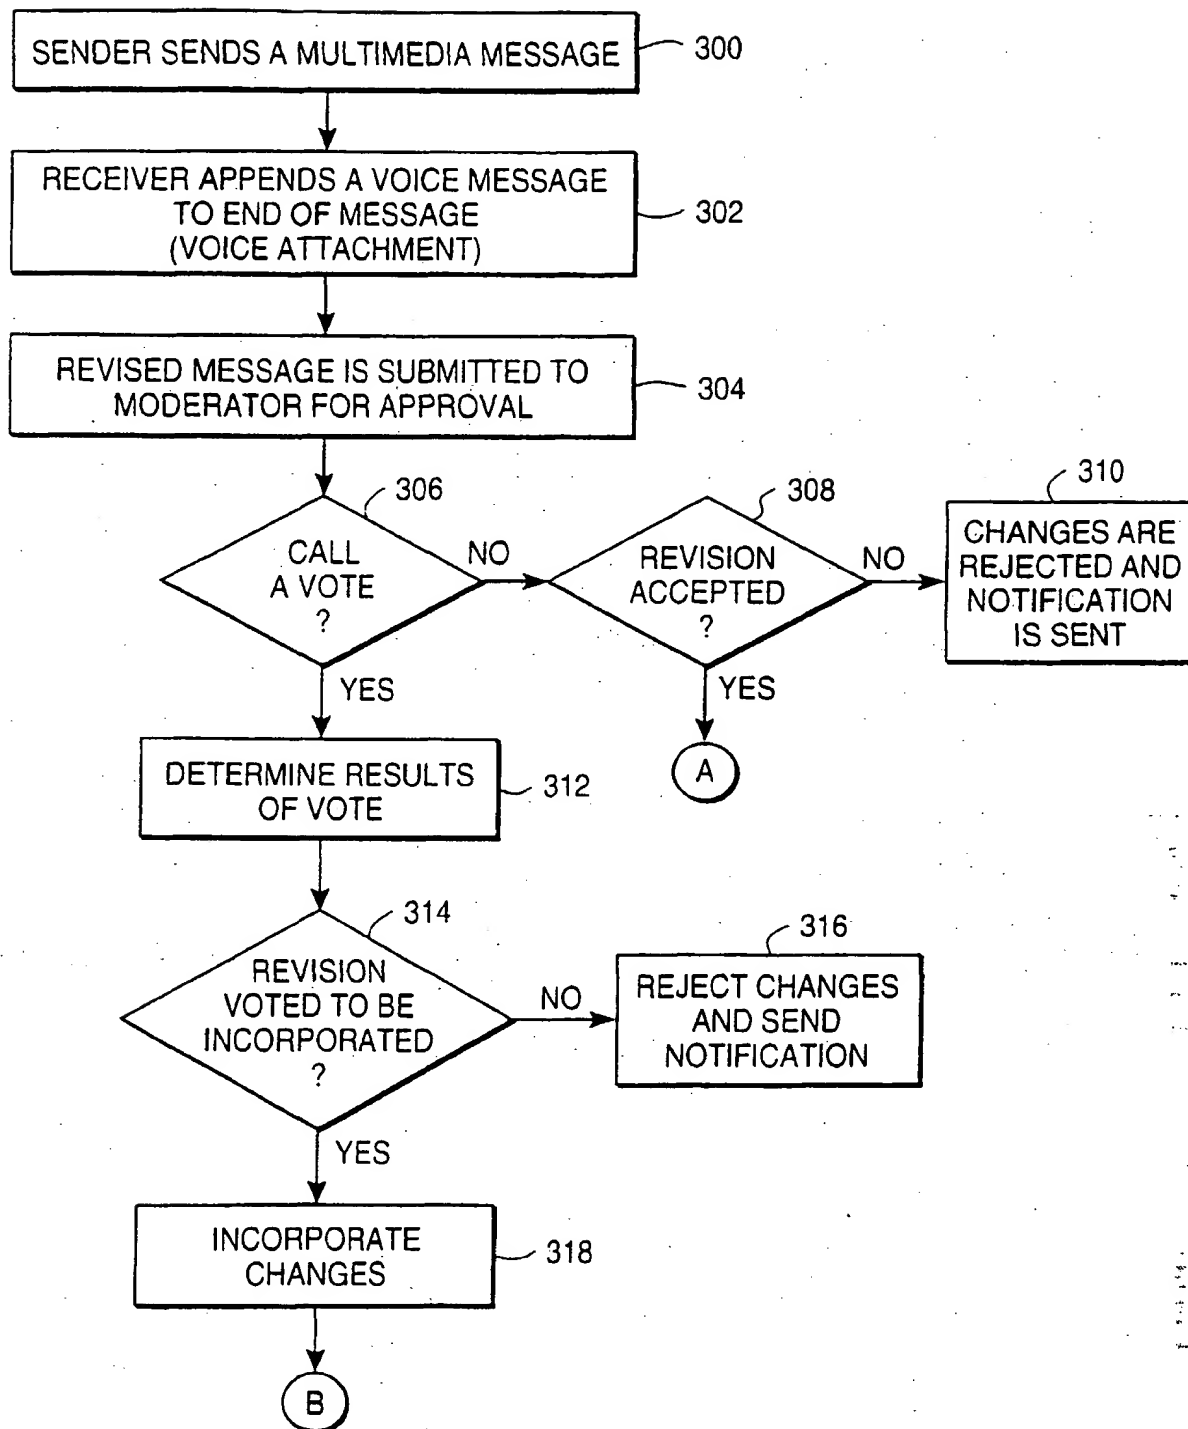 SENDER SENDS A MULTIMEDIA MESSAGE
300
RECEIVER APPENDS A VOICE MESSAGE
TO END OF MESSAGE
(VOICE ATTACHMENT)
302
REVISED MESSAGE IS SUBMITTED TO
MODERATOR FOR APPROVAL
304
306
CALL
A VOTE
?
NO
YES
308
REVISION
ACCEPTED
?
NO
YES
310
CHANGES ARE
REJECTED AND
NOTIFICATION
IS SENT
A
DETERMINE RESULTS
OF VOTE
312
314
REVISION
VOTED TO BE
INCORPORATED
?
NO
YES
316
REJECT CHANGES
AND SEND
NOTIFICATION
INCORPORATE
CHANGES
318
B